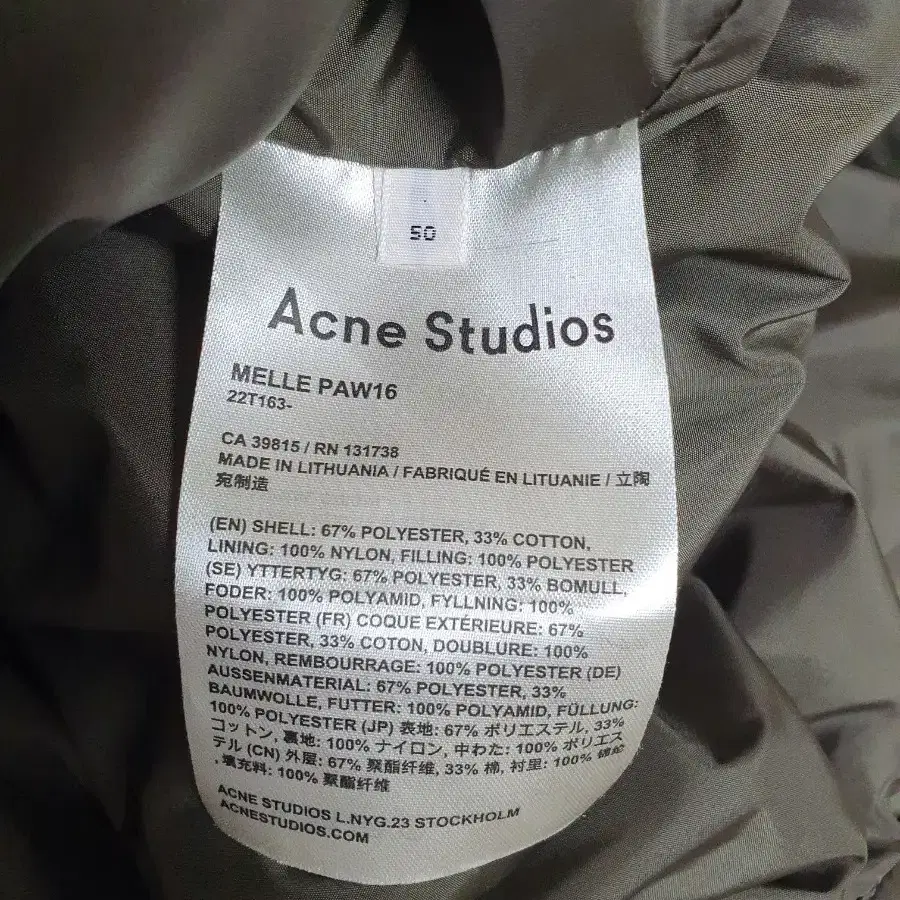 50
Acne Studios
MELLE PAW16
22T163-
CA 39815 / RN 131738
MADE IN LITHUANIA / FABRIQUÉ EN LITUANIE / 立陶
宛制造
(EN) SHELL: 67% POLYESTER, 33% COTTON,
LINING: 100% NYLON, FILLING: 100% POLYESTER
(SE) YTTERTYG: 67% POLYESTER, 33% BOMULL,
FODER: 100% POLYAMID, FYLLNING: 100%
POLYESTER (FR) COQUE EXTÉRIEURE: 67%
POLYESTER, 33% COTON, DOUBLURE: 100%
NYLON, REMBOURRAGE: 100% POLYESTER (DE)
AUSSENMATERIAL: 67% POLYESTER, 33%
BAUMWOLLE, FUTTER: 100% POLYAMID, FÜLLUNG:
100% POLYESTER (JP) 表地: 67% ポリエステル, 33%
コットン, 裏地: 100% ナイロン, 中わた: 100% ポリエス
テル (CN) 外层: 67% 聚酯纤维, 33% 棉, 衬里: 100% 锦纶
, 填充料: 100% 聚酯纤维
ACNE STUDIOS L.NYG.23 STOCKHOLM
ACNESTUDIOS.COM